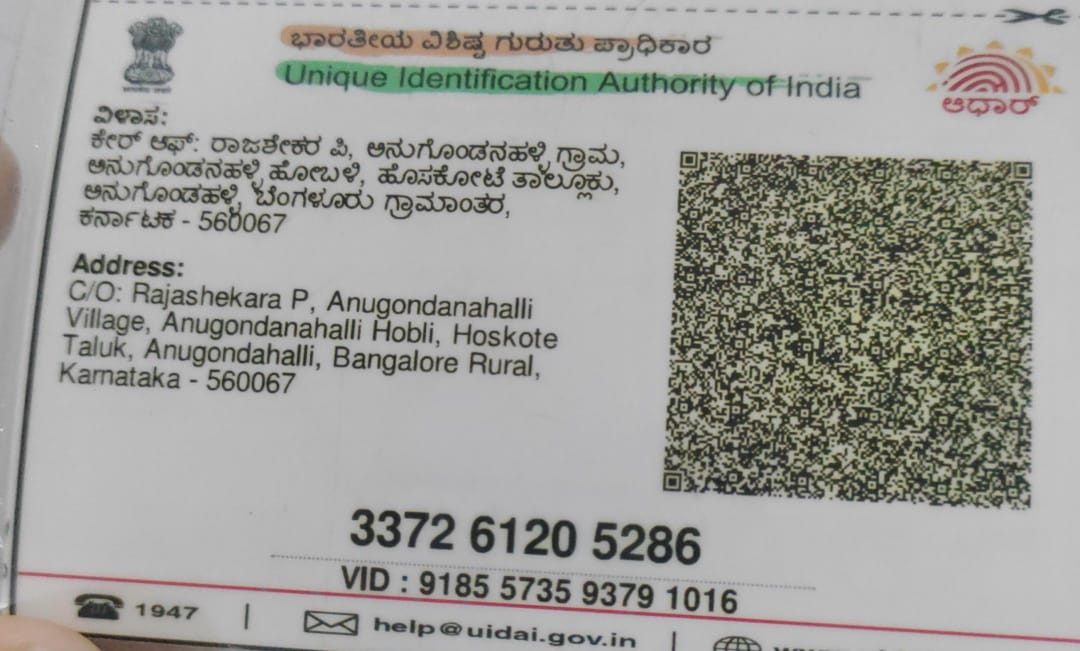 ಭಾರತೀಯ ವಿಶಿಷ್ಟ ಗುರುತು ಪ್ರಾಧಿಕಾರ
Unique Identification Authority of India
ಆಧಾರ್
ವಿಳಾಸ:
ಕೇರ್ ಆಫ್: ರಾಜಶೇಕರ ಪಿ, ಅನುಗೊಂಡನಹಳ್ಳಿ ಗ್ರಾಮ,
ಅನುಗೊಂಡನಹಳ್ಳಿ ಹೋಬಳಿ, ಹೊಸಕೋಟೆ ತಾಲ್ಲೂಕು,
ಅನುಗೊಂಡಹಳ್ಳಿ, ಬೆಂಗಳೂರು ಗ್ರಾಮಾಂತರ,
ಕರ್ನಾಟಕ - 560067
Address:
C/O: Rajashekara P, Anugondanahalli
Village, Anugondanahalli Hobli, Hoskote
Taluk, Anugondahalli, Bangalore Rural,
Karnataka - 560067
3372 6120 5286
VID : 9185 5735 9379 1016
1947 | help@uidai.gov.in |